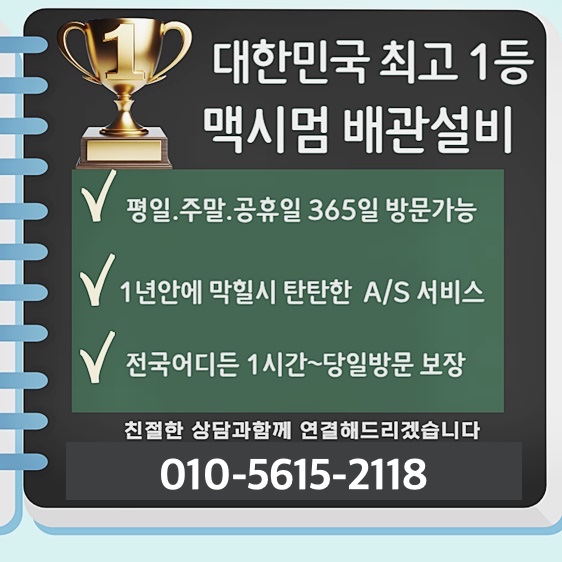 1
대한민국 최고 1등
맥시멈 배관설비
평일.주말.공휴일 365일 방문가능
1년안에 막힐시 탄탄한 A/S 서비스
전국어디든 1시간~당일방문 보장
친절한 상담과함께 연결해드리겠습니다
010-5615-2118